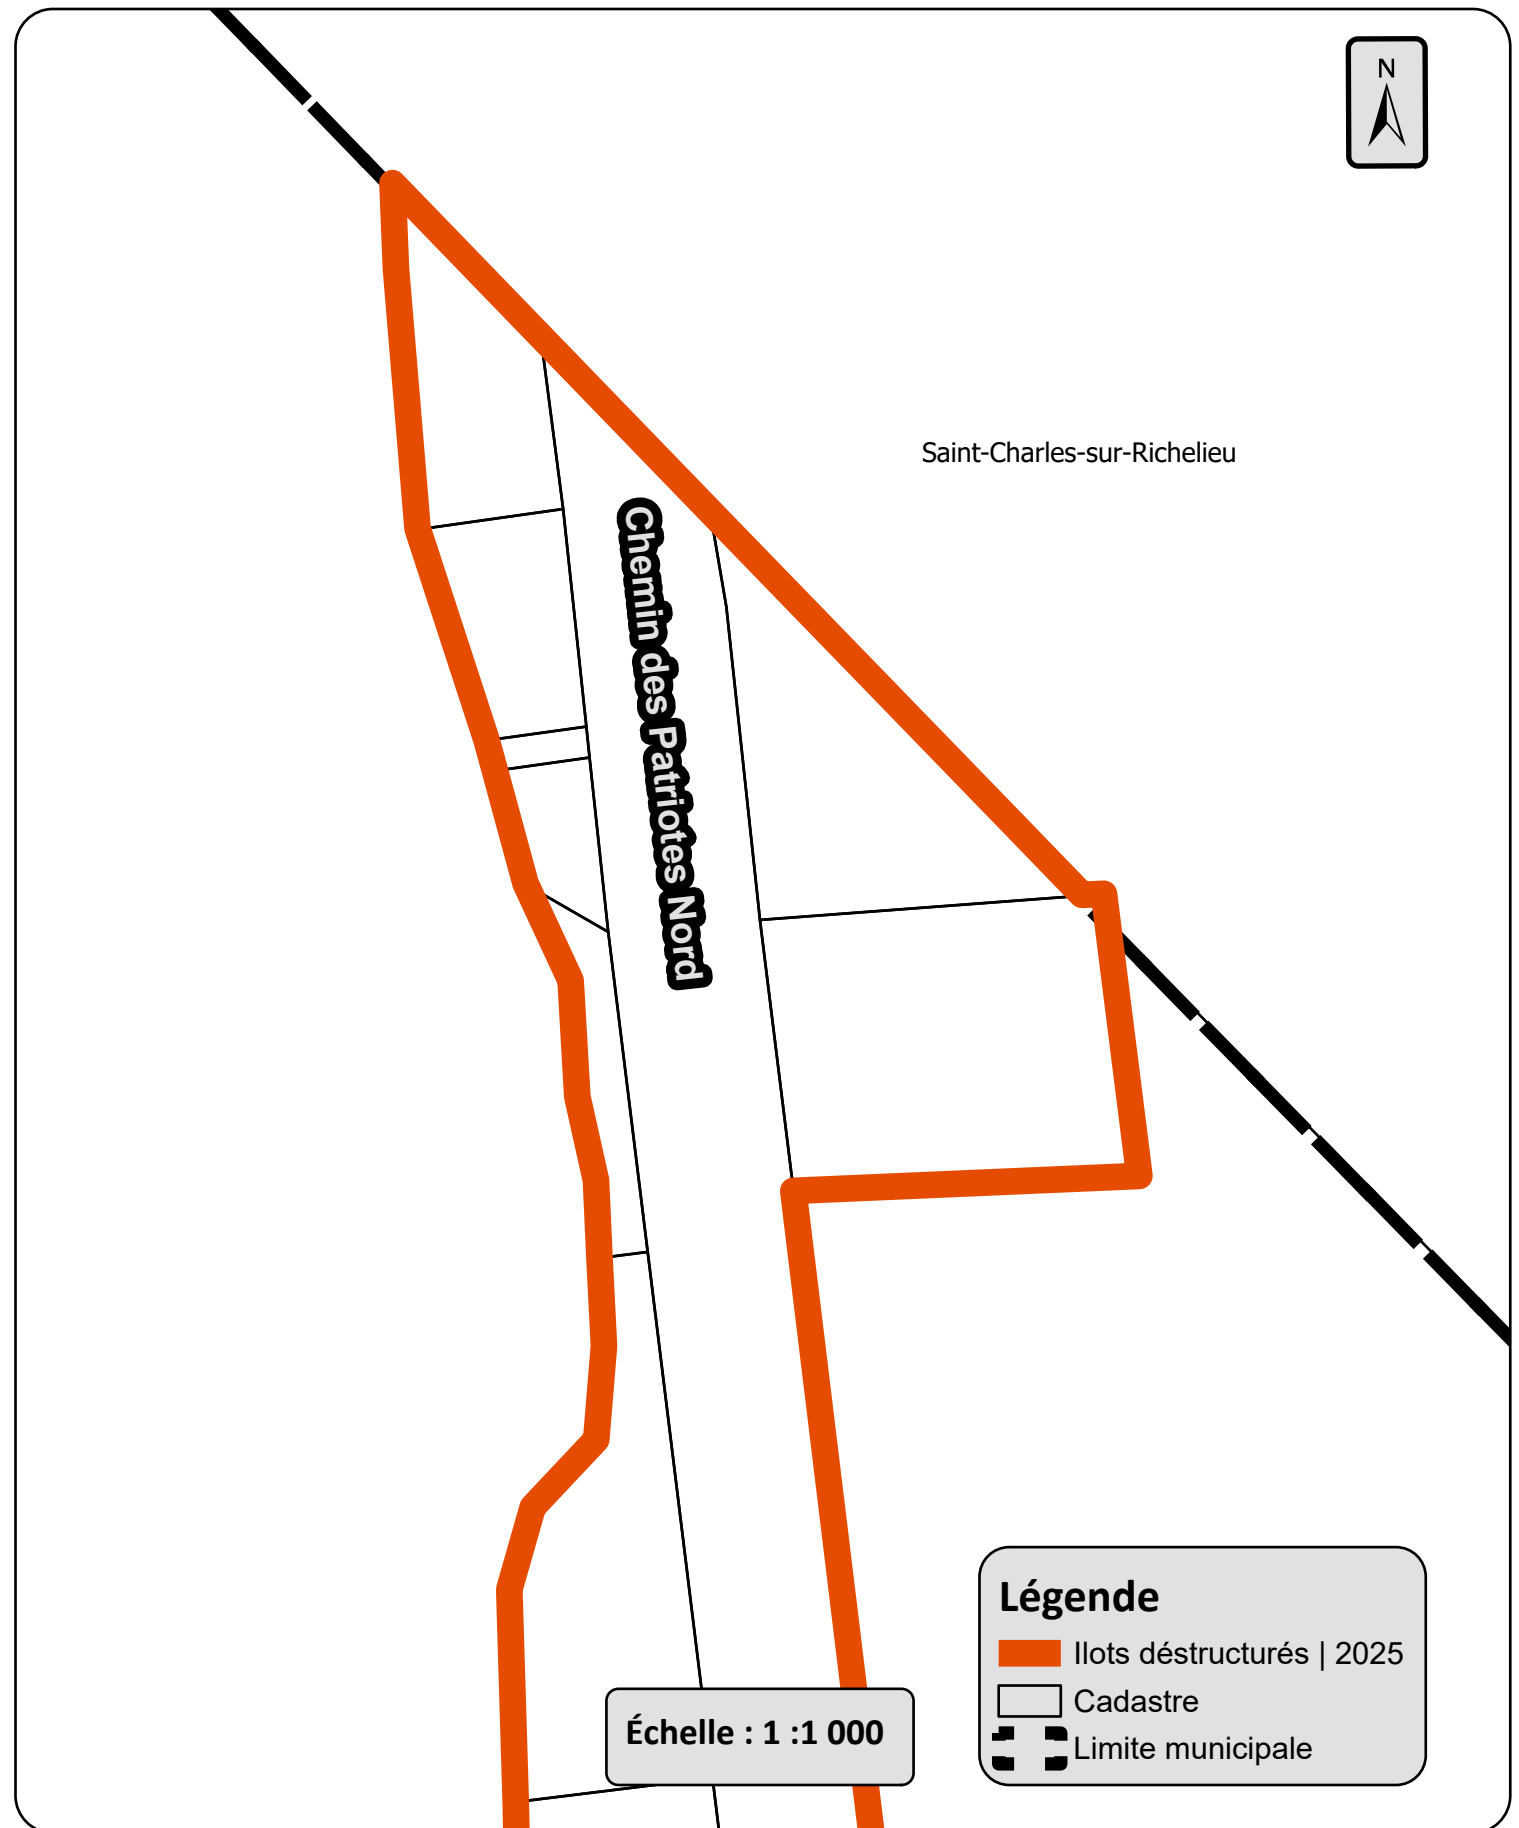 N
Saint-Charles-sur-Richelieu
Chemin des Patriotes Nord
Légende
Ilots déstructurés | 2025
Cadastre
Limite municipale
Échelle : 1 :1 000